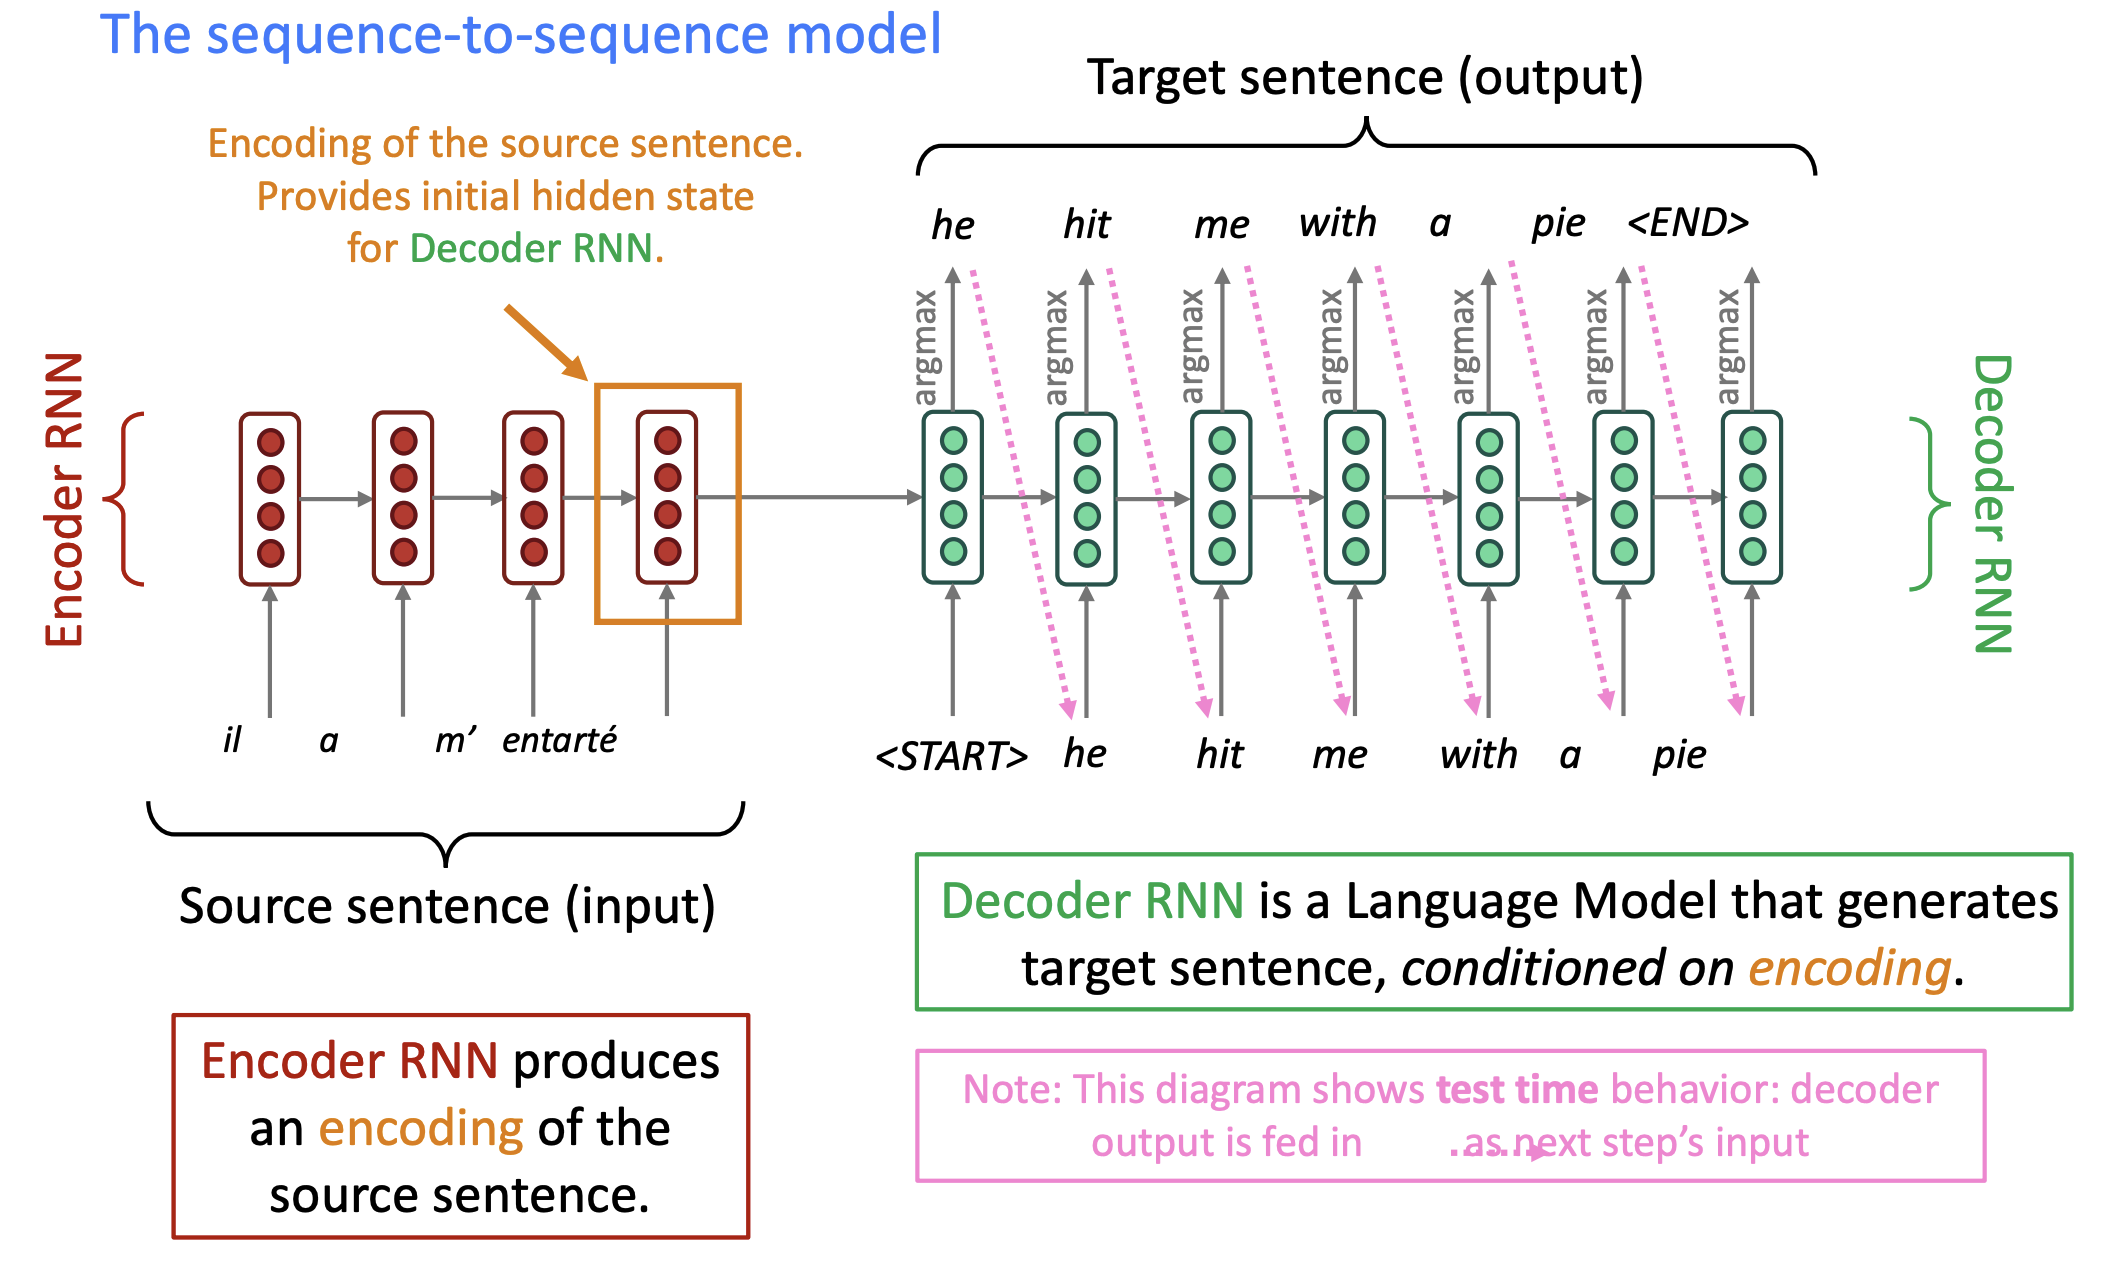 The sequence-to-sequence model
Target sentence (output)
Encoding of the source sentence.
Provides initial hidden state
for Decoder RNN.
he hit me with a pie <END>
argmax argmax argmax argmax argmax argmax argmax
Encoder RNN
Decoder RNN
il a m’ entarté
<START> he hit me with a pie
Source sentence (input)
Decoder RNN is a Language Model that generates
target sentence, conditioned on encoding.
Encoder RNN produces
an encoding of the
source sentence.
Note: This diagram shows test time behavior: decoder
output is fed in as next step’s input